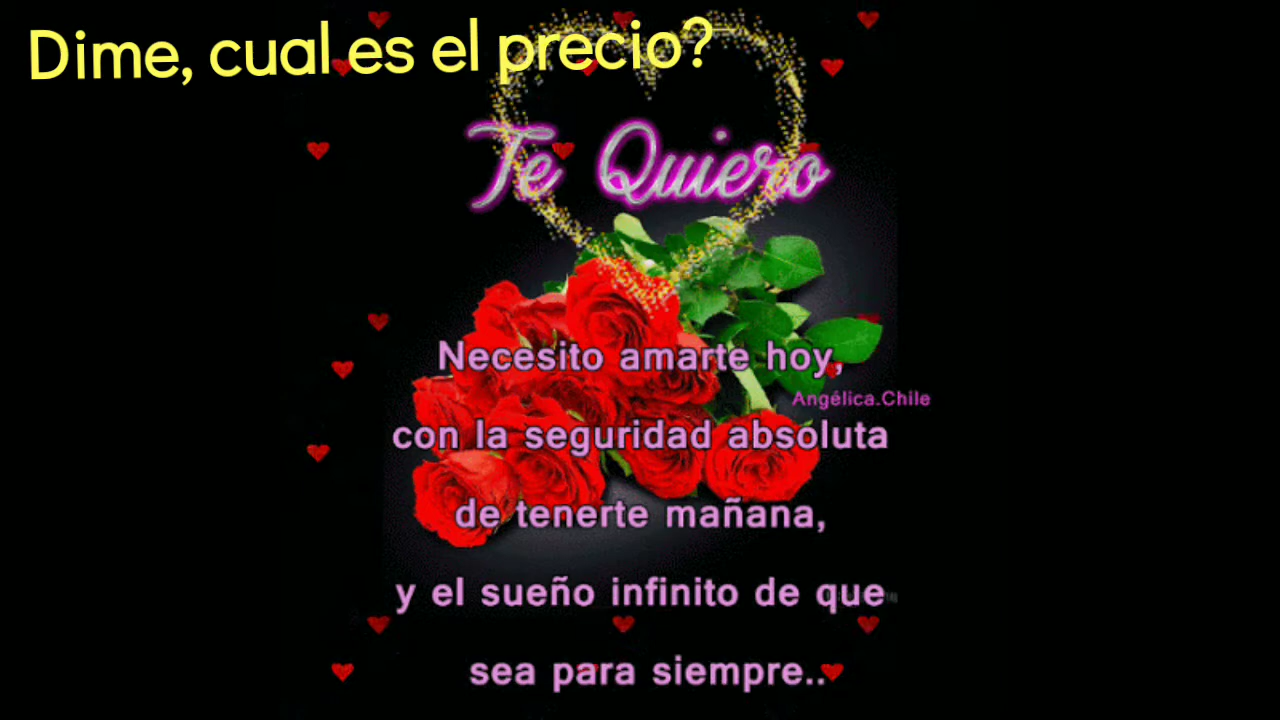 Dime, cual es el precio?
Te Quiero
Necesito amarte hoy,
Angélica.Chile
con la seguridad absoluta
de tenerte mañana,
y el sueño infinito de que
sea para siempre..